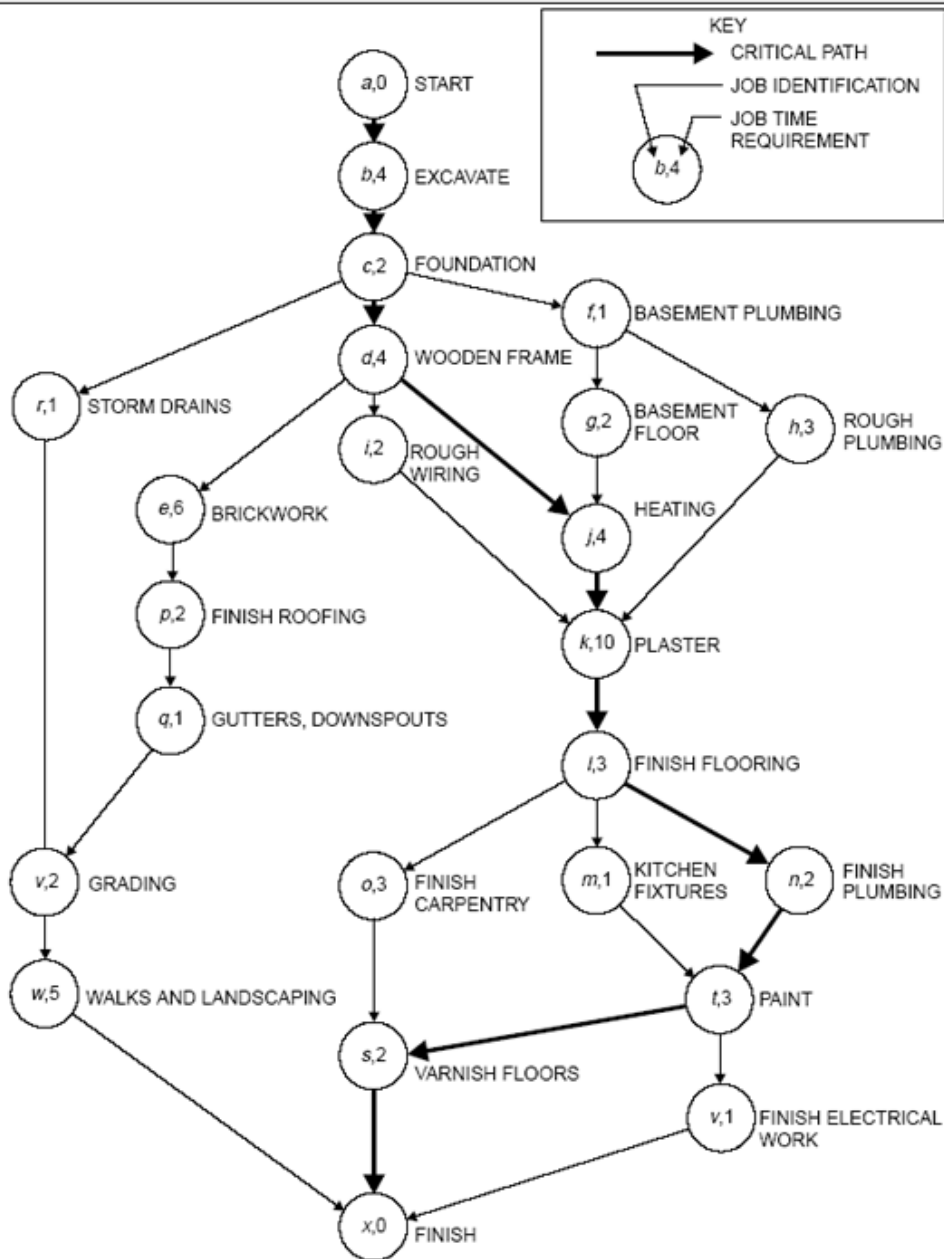 KEY
CRITICAL PATH
JOB IDENTIFICATION
JOB TIME
REQUIREMENT
b,4
a,0 START
b,4 EXCAVATE
c,2 FOUNDATION
f,1 BASEMENT PLUMBING
d,4 WOODEN FRAME
r,1 STORM DRAINS
i,2 ROUGH
WIRING
g,2 BASEMENT
FLOOR
h,3 ROUGH
PLUMBING
e,6 BRICKWORK
HEATING
j,4
p,2 FINISH ROOFING
k,10 PLASTER
q,1 GUTTERS, DOWNSPOUTS
l,3 FINISH FLOORING
v,2 GRADING
o,3 FINISH
CARPENTRY
m,1 KITCHEN
FIXTURES
n,2 FINISH
PLUMBING
w,5 WALKS AND LANDSCAPING
t,3 PAINT
s,2 VARNISH FLOORS
v,1 FINISH ELECTRICAL
WORK
x,0 FINISH